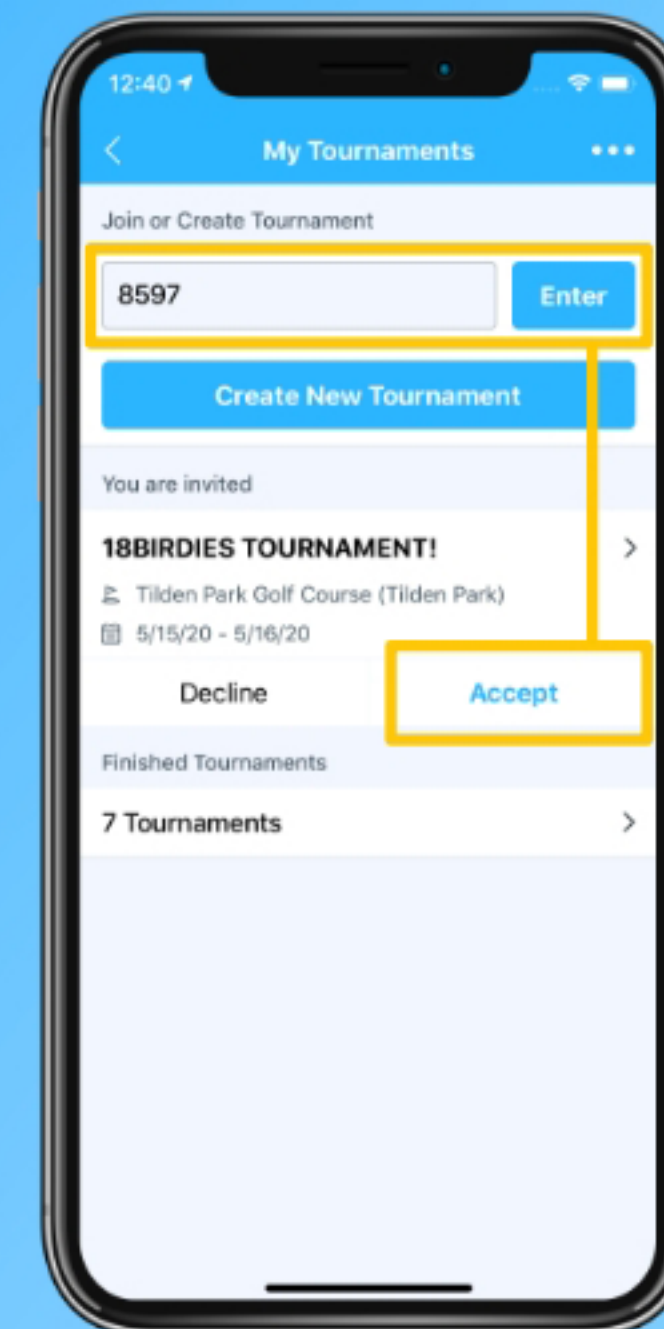 12:40
My Tournaments
Join or Create Tournament
8597
Enter
Create New Tournament
You are invited
18BIRDIES TOURNAMENT!
Tilden Park Golf Course (Tilden Park)
5/15/20 - 5/16/20
Decline
Accept
Finished Tournaments
7 Tournaments